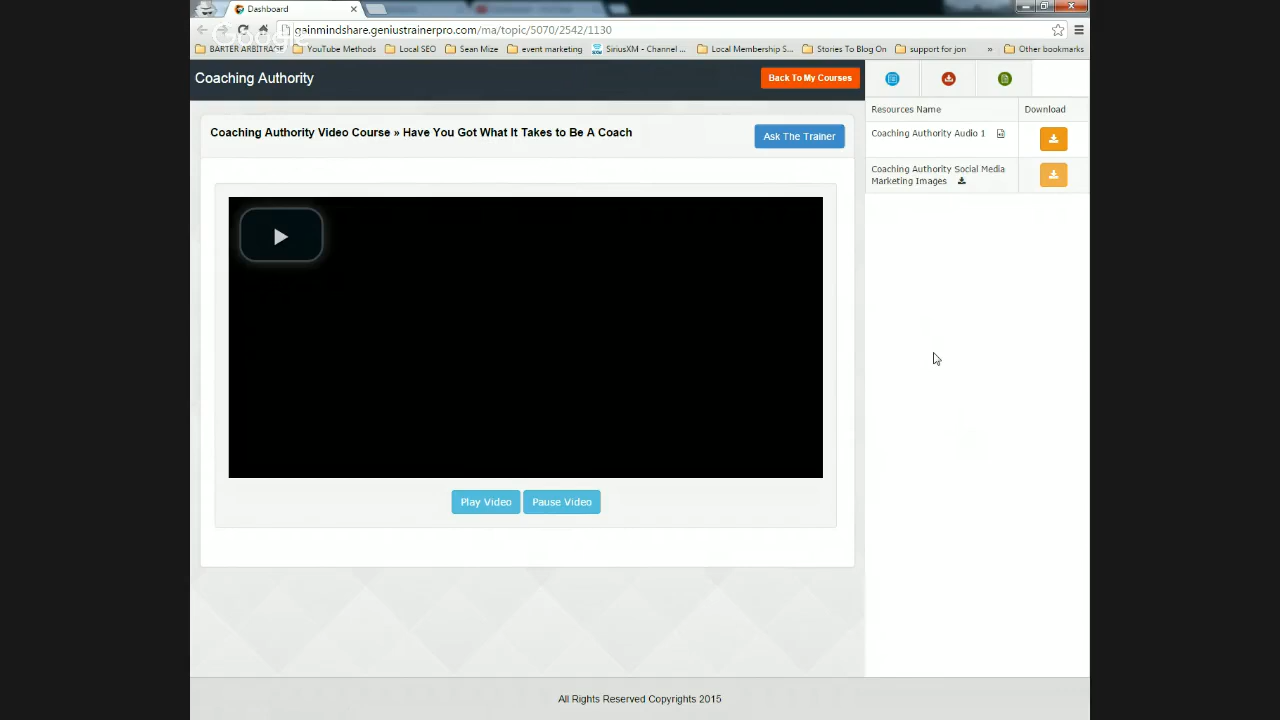 Dashboard
Google
gainmindshare.geniustrainerpro.com/ma/topic/5070/2542/1130
BARTER ARBITRAGE YouTube Methods Local SEO Sean Mize event marketing SiriusXM - Channel ... Local Membership S... Stories To Blog On support for jon » Other bookmarks
Coaching Authority
Back To My Courses
Resources Name Download
Coaching Authority Video Course » Have You Got What It Takes to Be A Coach
Ask The Trainer
Coaching Authority Audio 1
Coaching Authority Social Media
Marketing Images
Play Video Pause Video
All Rights Reserved Copyrights 2015